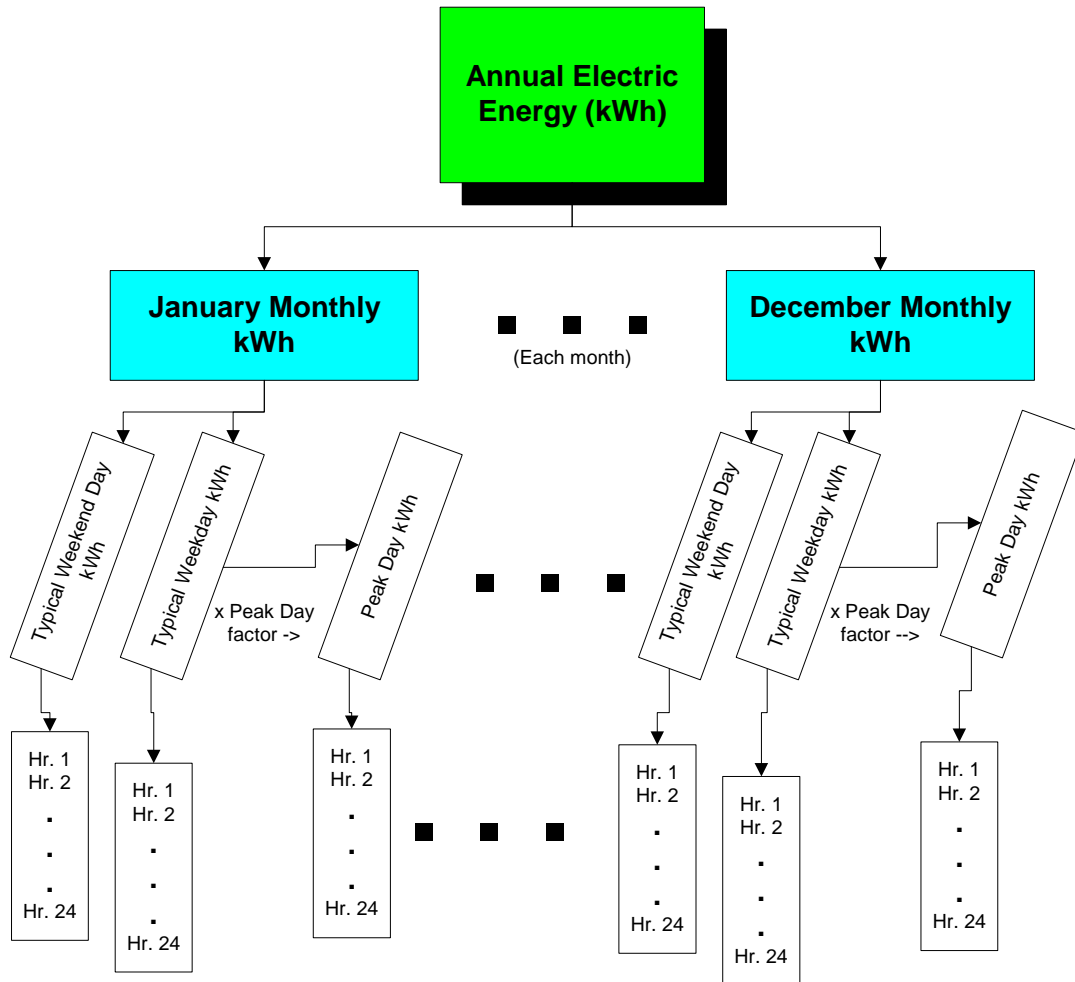 Annual Electric
Energy (kWh)
January Monthly
kWh
(Each month)
December Monthly
kWh
Typical Weekend Day
kWh
Typical Weekday kWh
x Peak Day
factor ->
Peak Day kWh
Typical Weekend Day
kWh
Typical Weekday kWh
x Peak Day
factor -->
Peak Day kWh
Hr. 1
Hr. 2
.
.
.
Hr. 24
Hr. 1
Hr. 2
.
.
.
Hr. 24
Hr. 1
Hr. 2
.
.
.
Hr. 24
Hr. 1
Hr. 2
.
.
.
Hr. 24
Hr. 1
Hr. 2
.
.
.
Hr. 24
Hr. 1
Hr. 2
.
.
.
Hr. 24